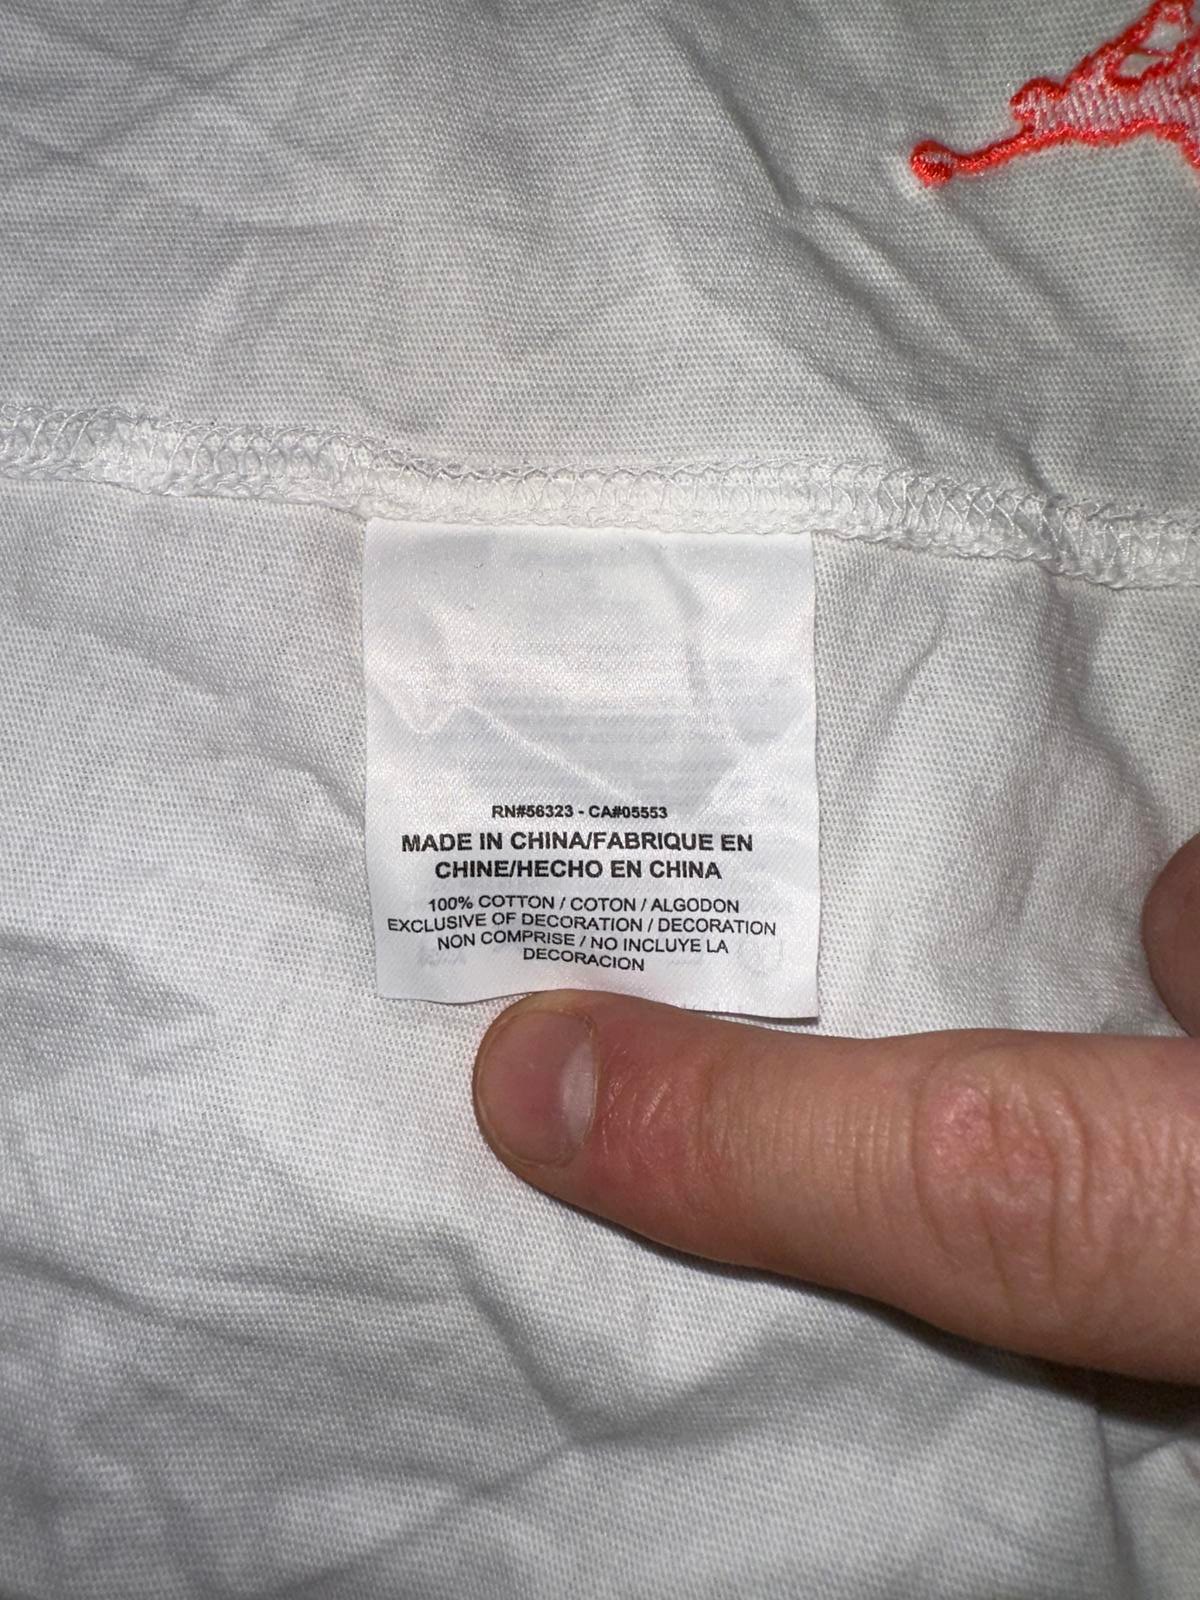 RN#56323 - CA#05553
MADE IN CHINA/FABRIQUE EN
CHINE/HECHO EN CHINA
100% COTTON / COTON / ALGODON
EXCLUSIVE OF DECORATION / DECORATION
NON COMPRISE / NO INCLUYE LA
DECORACION